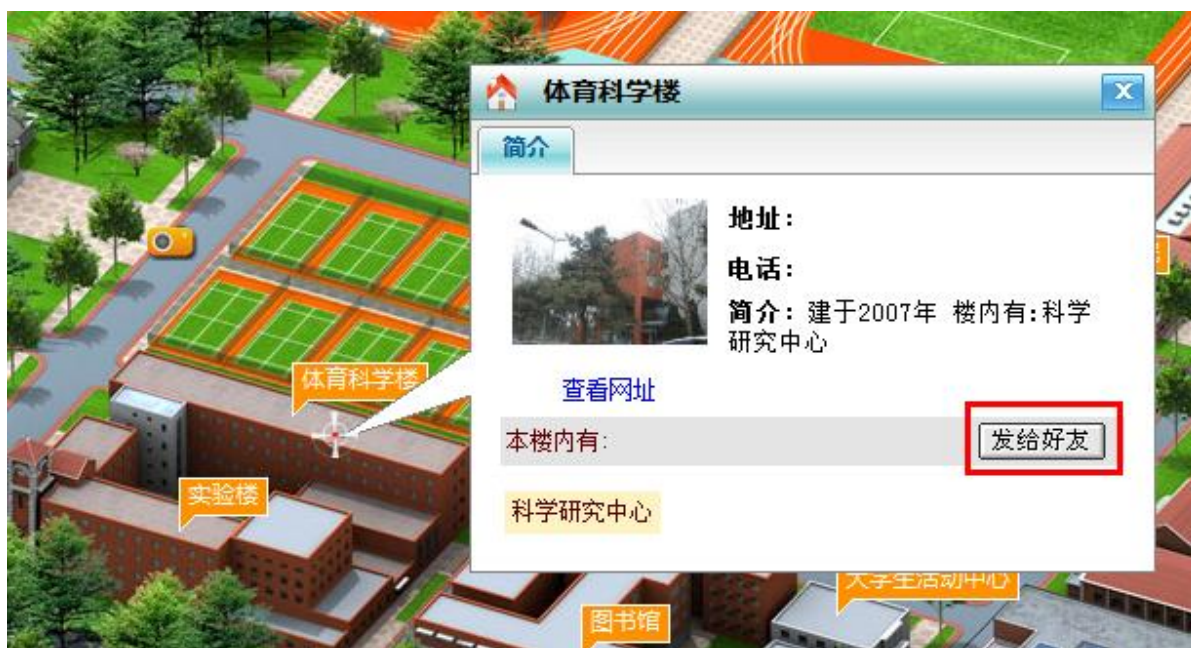 体育科学楼
x
简介
地址：
电话：
简介：建于2007年 楼内有:科学
研究中心
查看网址
本楼内有:
发给好友
科学研究中心
体育科学楼
实验楼
大学生活动中心
图书馆